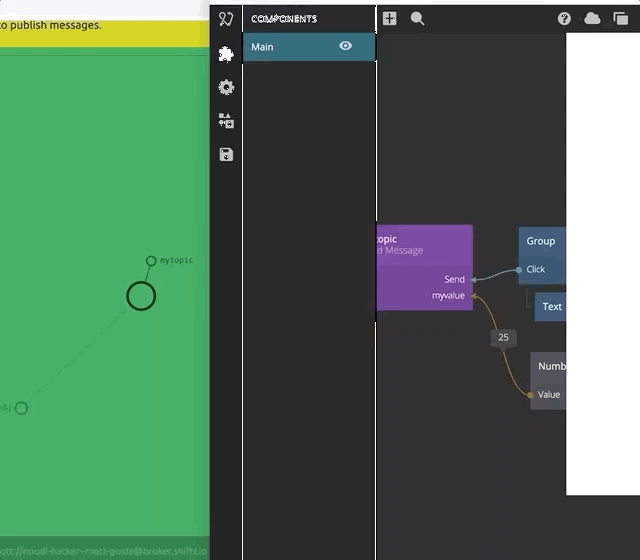 to publish messages.
mytopic
qtt://noodl-hacker-mqtt-guide@broker.shiftr.io
COMPONENTS
Main
topic
d Message
Send
myvalue
25
Group
Click
Text
Numb
Value